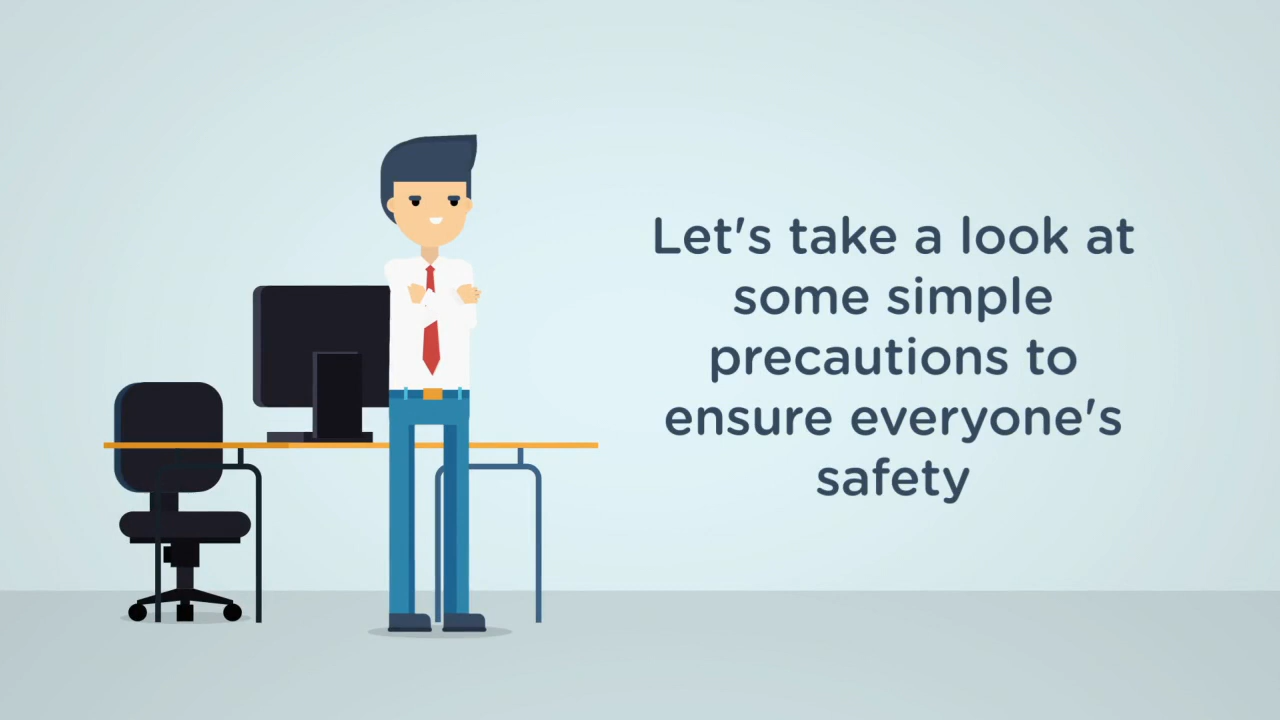 Let's take a look at
some simple
precautions to
ensure everyone's
safety